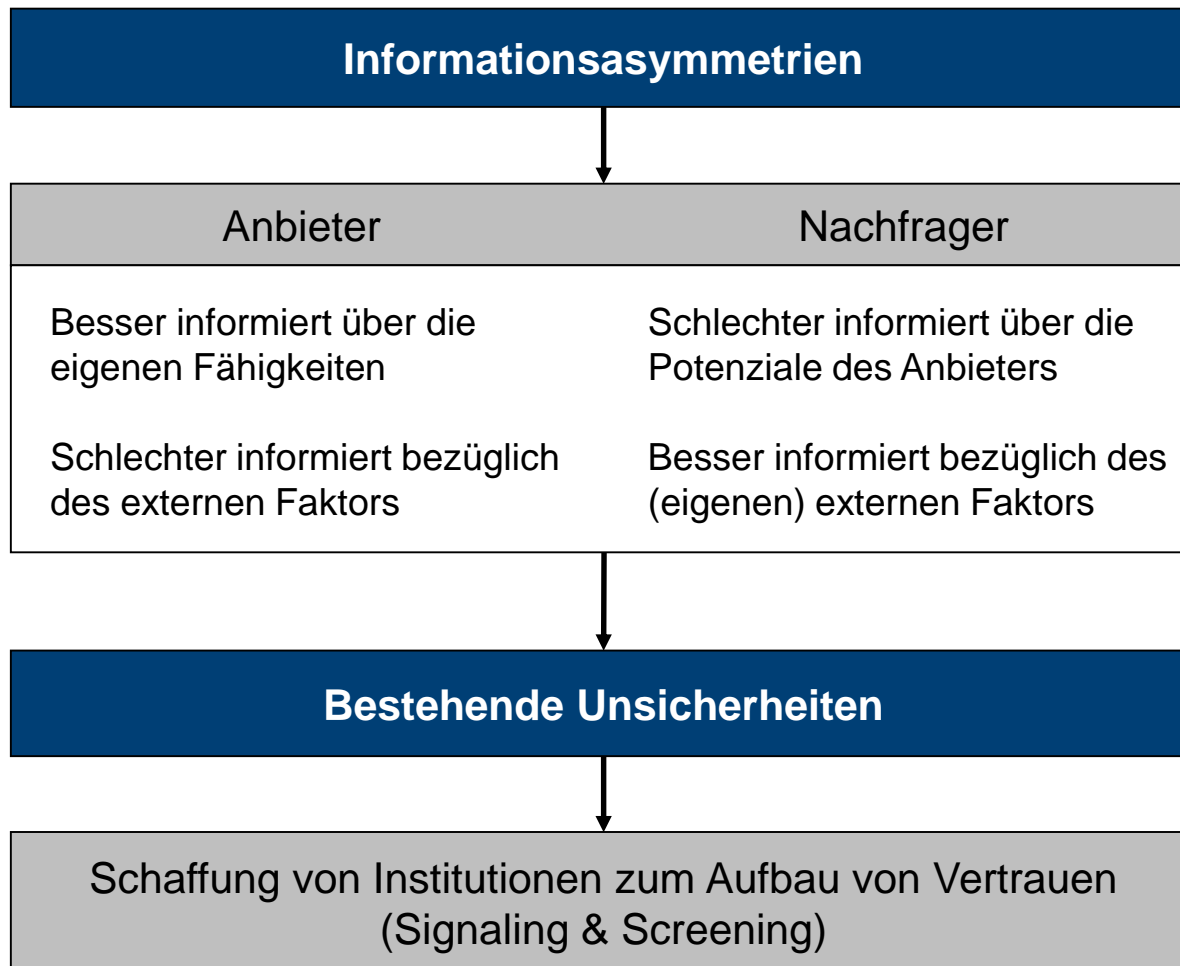 Informationsasymmetrien
Anbieter
Nachfrager
Besser informiert über die
eigenen Fähigkeiten
Schlechter informiert über die
Potenziale des Anbieters
Schlechter informiert bezüglich
des externen Faktors
Besser informiert bezüglich des
(eigenen) externen Faktors
Bestehende Unsicherheiten
Schaffung von Institutionen zum Aufbau von Vertrauen
(Signaling & Screening)